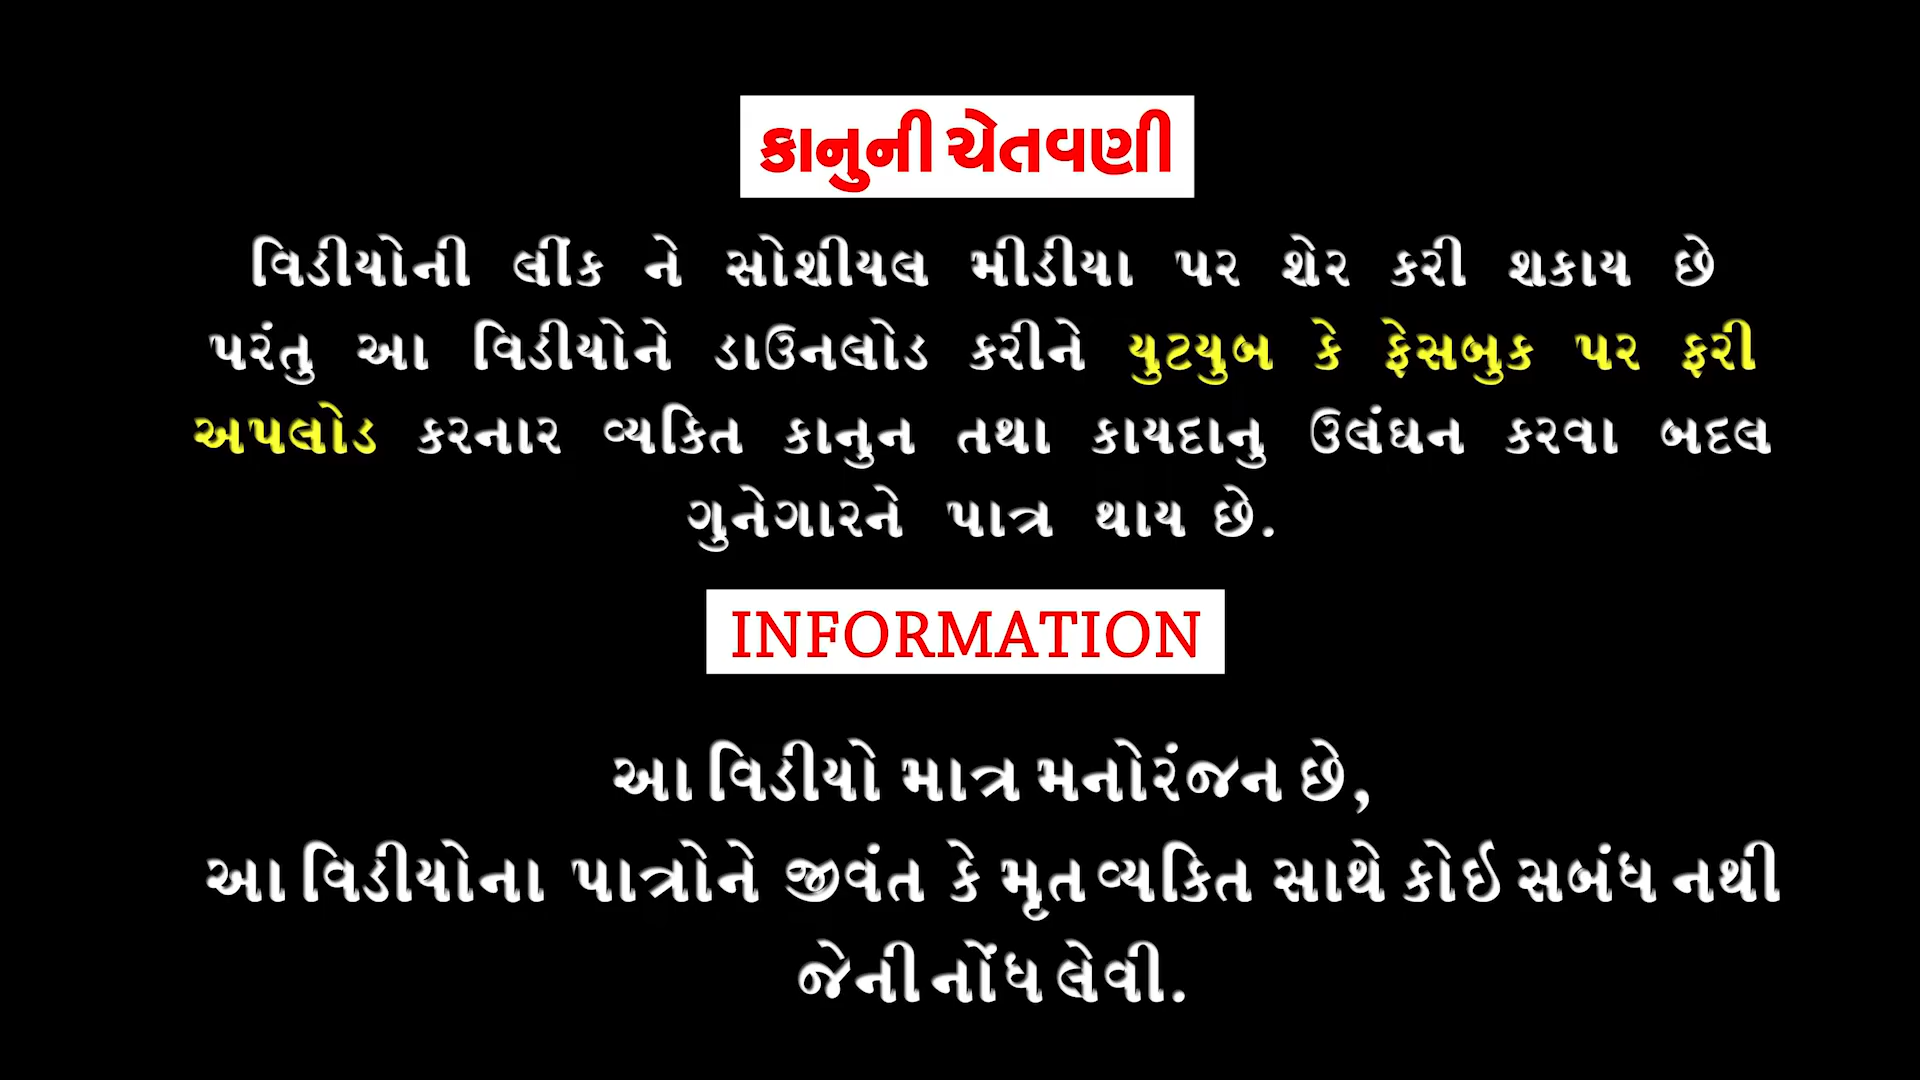 કાનુની ચેતવણી
વિડીયોની લીંક ને સોશીયલ મીડીયા પર શેર કરી શકાય છે
પરંતુ આ વિડીયોને ડાઉનલોડ કરીને યુટયુબ કે ફેસબુક પર ફરી
અપલોડ કરનાર વ્યકિત કાનુન તથા કાયદાનુ ઉલંઘન કરવા બદલ
ગુનેગારને પાત્ર થાય છે.
INFORMATION
આ વિડીયો માત્ર મનોરંજન છે,
આ વિડીયોના પાત્રોને જીવંત કે મૃત વ્યકિત સાથે કોઇ સબંધ નથી
જેની નોંધ લેવી.